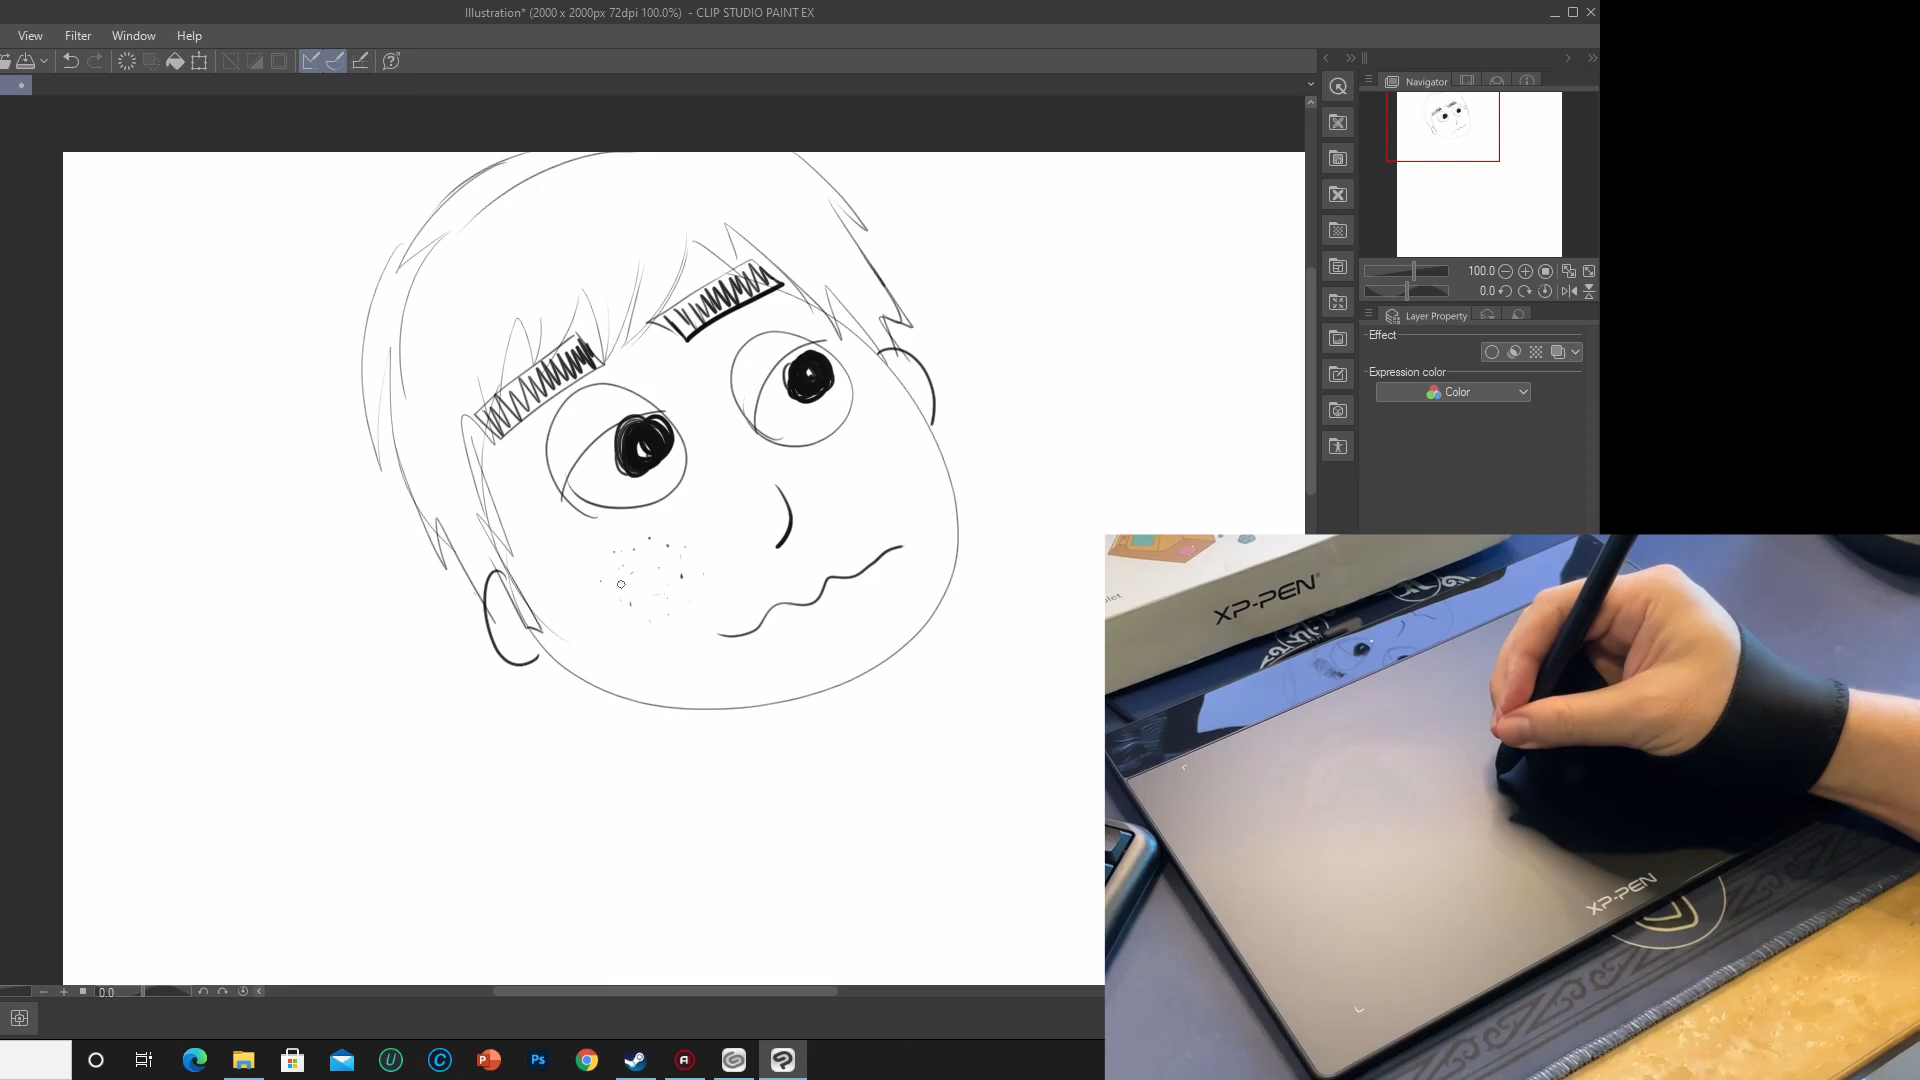 Illustration* (2000 x 2000px 72dpi 100.0%) - CLIP STUDIO PAINT EX
View Filter Window Help
Navigator
100.0
0.0
Layer Property
Effect
Expression color
Color
XP-PEN®
XP-PEN
0.0
Ps